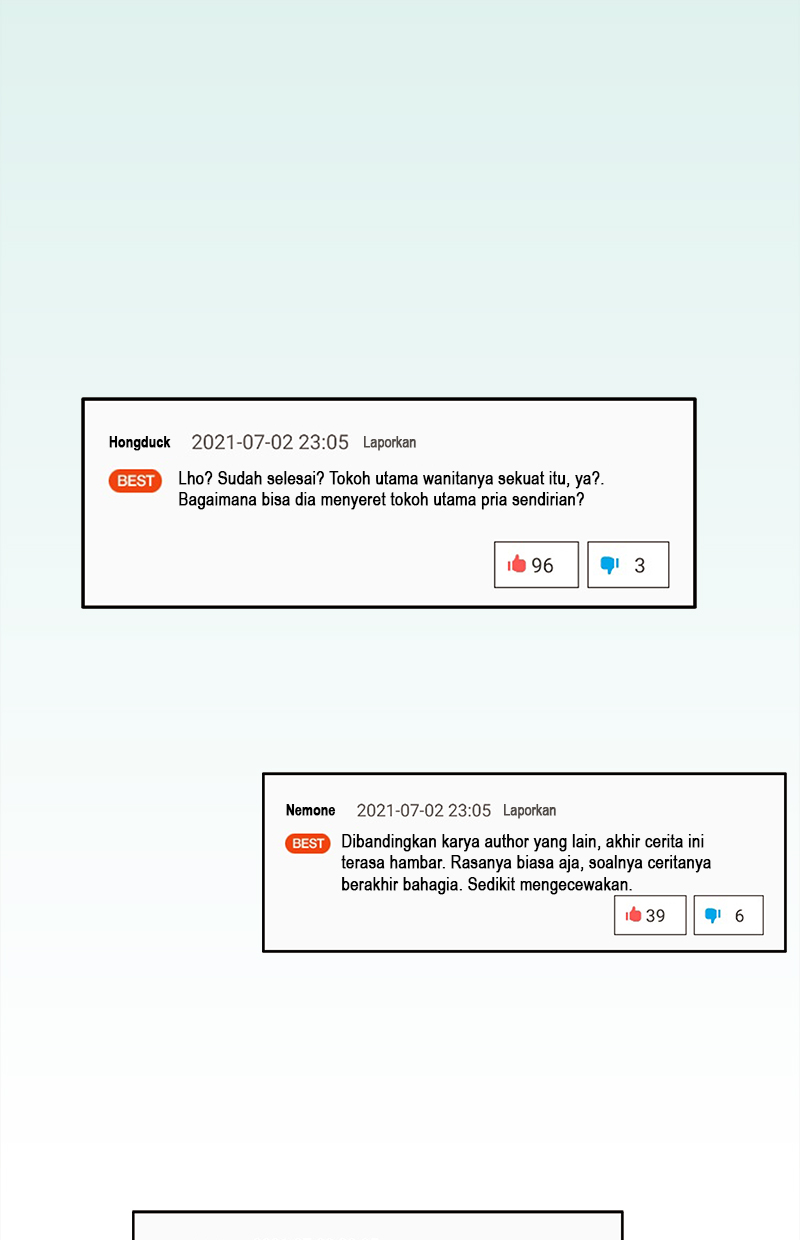 Hongduck 2021-07-02 23:05 Laporkan
BEST Lho? Sudah selesai? Tokoh utama wanitanya sekuat itu, ya?.
Bagaimana bisa dia menyeret tokoh utama pria sendirian?
96 3
Nemone 2021-07-02 23:05 Laporkan
BEST Dibandingkan karya author yang lain, akhir cerita ini
terasa hambar. Rasanya biasa aja, soalnya ceritanya
berakhir bahagia. Sedikit mengecewakan.
39 6